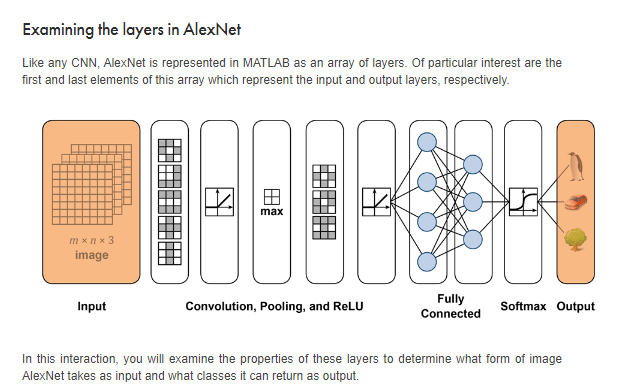 Examining the layers in AlexNet
Like any CNN, AlexNet is represented in MATLAB as an array of layers. Of particular interest are the
first and last elements of this array which represent the input and output layers, respectively.
m × n × 3
image
max
Input
Convolution, Pooling, and ReLU
Fully
Connected
Softmax
Output
In this interaction, you will examine the properties of these layers to determine what form of image
AlexNet takes as input and what classes it can return as output.